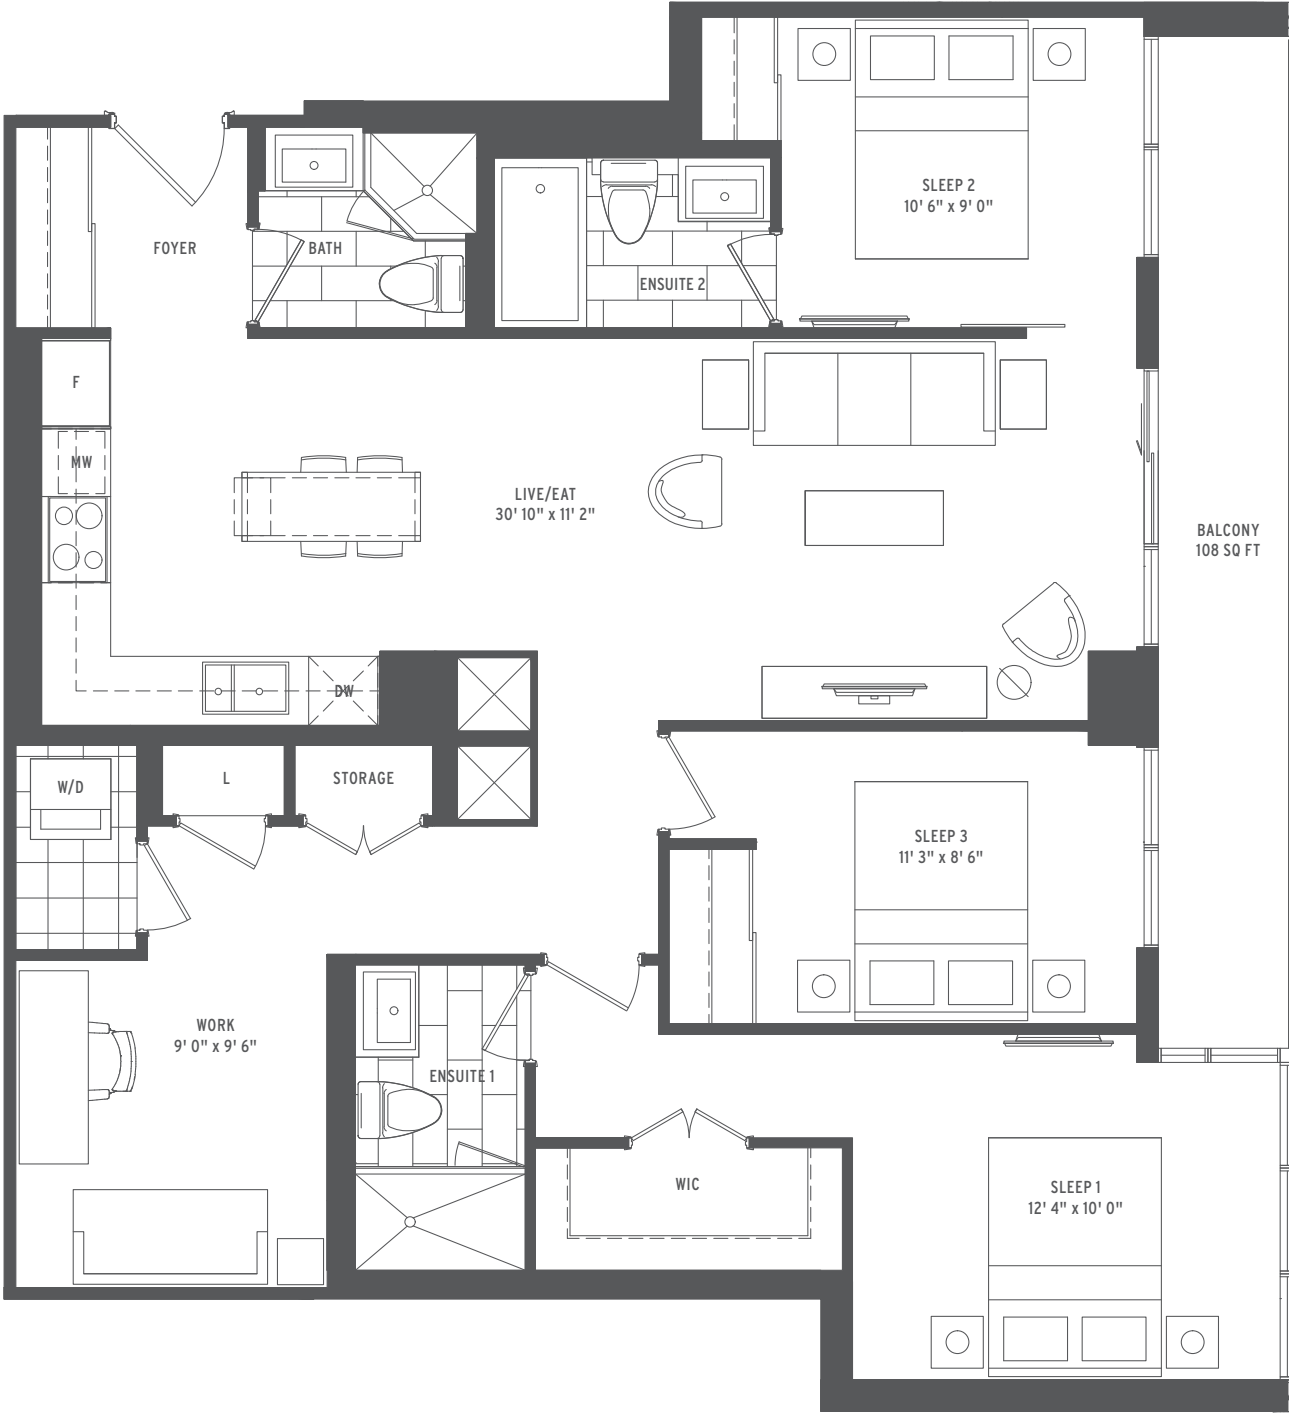 SLEEP 2
10' 6" x 9' 0"
FOYER
BATH
ENSUITE 2
F
MW
LIVE/EAT
30' 10" x 11' 2"
BALCONY
108 SQ FT
DW
W/D
L
STORAGE
SLEEP 3
11' 3" x 8' 6"
WORK
9' 0" x 9' 6"
ENSUITE 1
WIC
SLEEP 1
12' 4" x 10' 0"